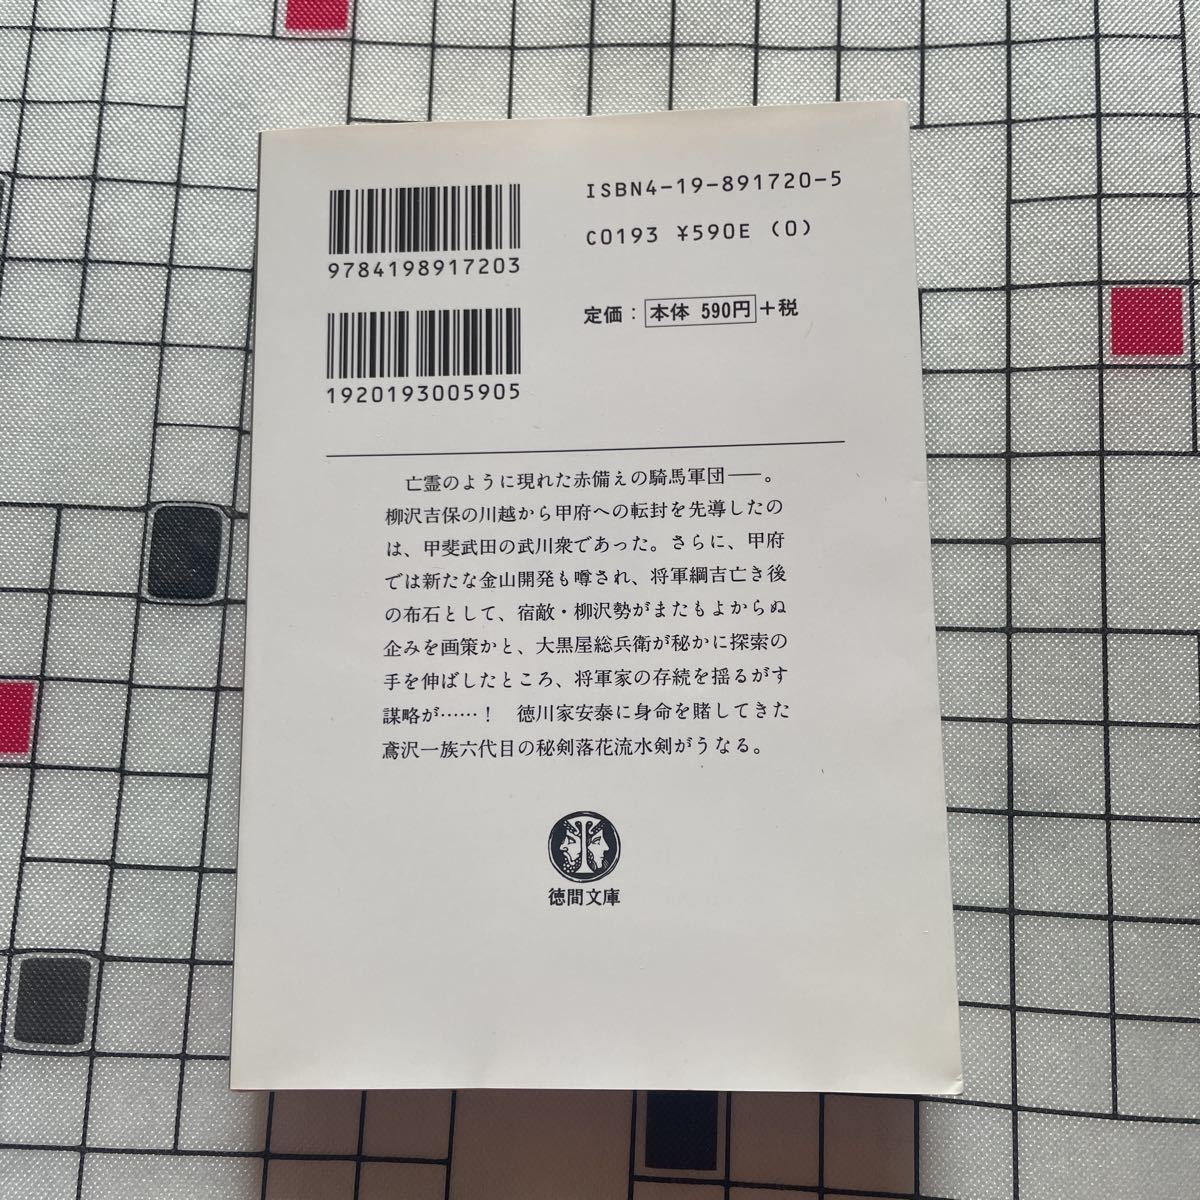 ISBN4-19-891720-5
C0193 ¥590E (0)
9784198917203
定価：本体 590円+税
1920193005905
亡霊のように現れた赤備えの騎馬軍団――。
柳沢吉保の川越から甲府への転封を先導したの
は、甲斐武田の武川衆であった。さらに、甲府
では新たな金山開発も噂され、将軍綱吉亡き後
の布石として、宿敵・柳沢勢がまたもよからぬ
企みを画策かと、大黒屋総兵衛が秘かに探索の
手を伸ばしたところ、将軍家の存続を揺るがす
謀略が……！　徳川家安泰に身命を賭してきた
鳶沢一族六代目の秘剣落花流水剣がうなる。
徳間文庫